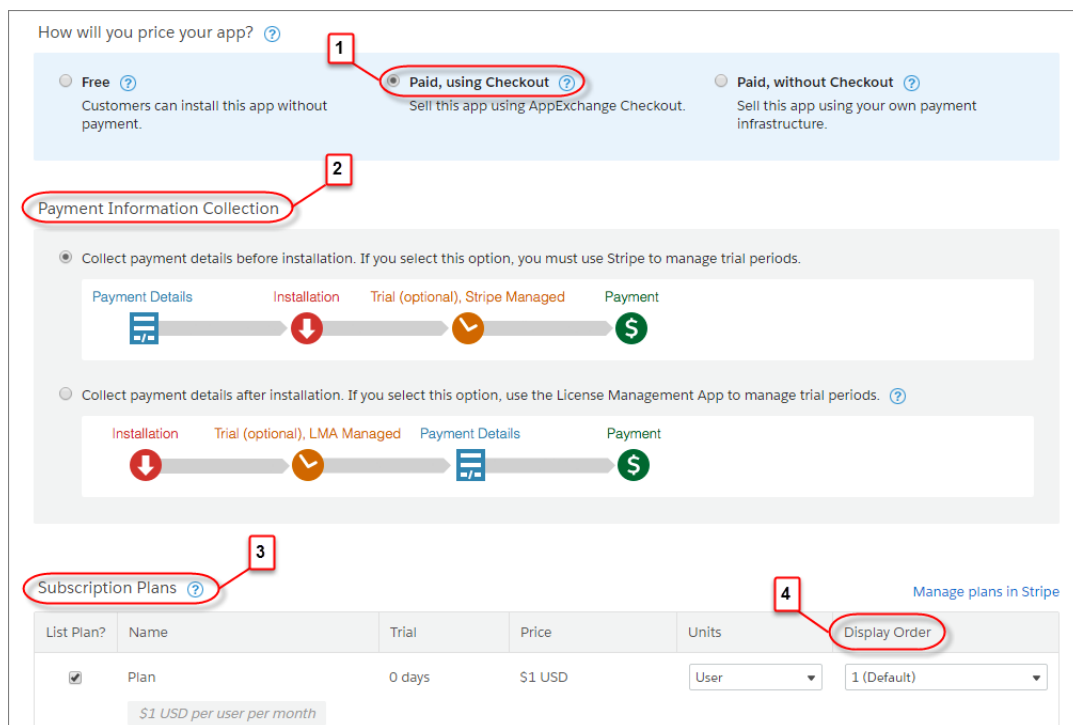 How will you price your app? ?
1
Free ?
Customers can install this app without
payment.
Paid, using Checkout ?
Sell this app using AppExchange Checkout.
Paid, without Checkout ?
Sell this app using your own payment
infrastructure.
2
Payment Information Collection
Collect payment details before installation. If you select this option, you must use Stripe to manage trial periods.
Payment Details Installation Trial (optional), Stripe Managed Payment
$
Collect payment details after installation. If you select this option, use the License Management App to manage trial periods. ?
Installation Trial (optional), LMA Managed Payment Details Payment
$
3
Subscription Plans ?
4
Manage plans in Stripe
List Plan? Name Trial Price Units Display Order
Plan 0 days $1 USD User 1 (Default)
$1 USD per user per month